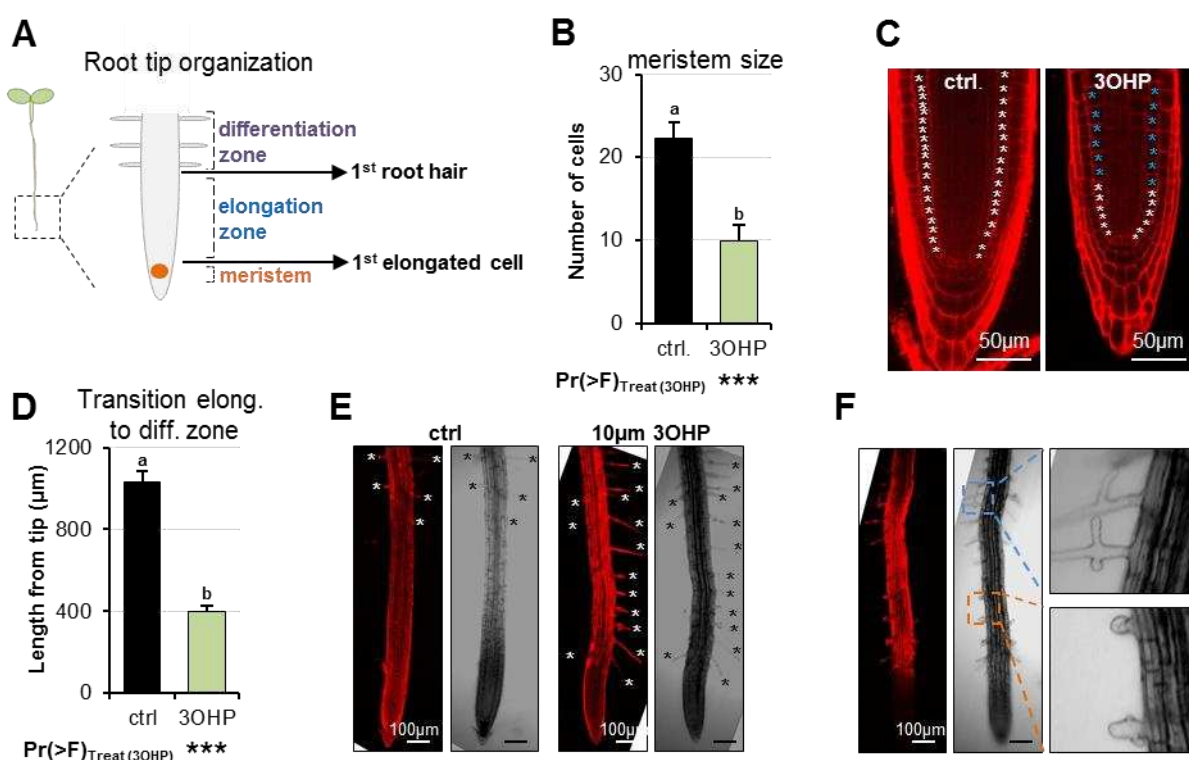 A
Root tip organization
differentiation
zone
1st root hair
elongation
zone
1st elongated cell
meristem
B
meristem size
Number of cells
30
20
10
0
a
b
ctrl. 3OHP
Pr(>F)Treat (3OHP) ***
C
ctrl.
3OHP
50µm
50µm
D
Transition elong.
to diff. zone
Length from tip (µm)
1200
800
400
0
a
b
ctrl 3OHP
Pr(>F)Treat (3OHP) ***
E
ctrl
10µm 3OHP
100µm
100µm
F
100µm